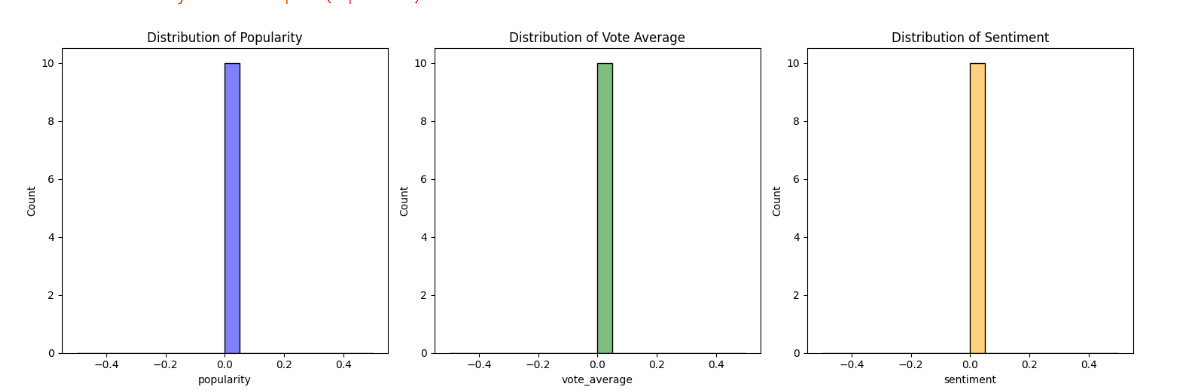 Distribution of Popularity
10
8
6
4
2
0
Count
−0.4 −0.2 0.0 0.2 0.4
popularity
Distribution of Vote Average
10
8
6
4
2
0
Count
−0.4 −0.2 0.0 0.2 0.4
vote_average
Distribution of Sentiment
10
8
6
4
2
0
Count
−0.4 −0.2 0.0 0.2 0.4
sentiment